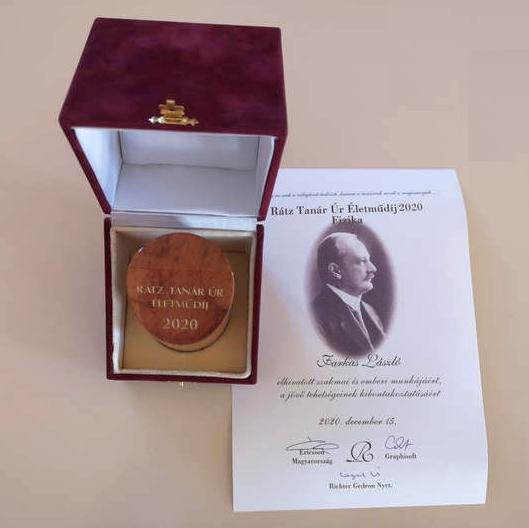 RÁTZ TANÁR ÚR
ÉLETMŰDÍJ
2020
Rátz Tanár Úr Életműdíj 2020
Fizika
Farkas László
elhivatott szakmai és emberi munkájáért,
a jövő tehetségeinek kibontakoztatásáért
2020. december 15.
Ericsson
Magyarország
R
Graphisoft
Richter Gedeon Nyrt.